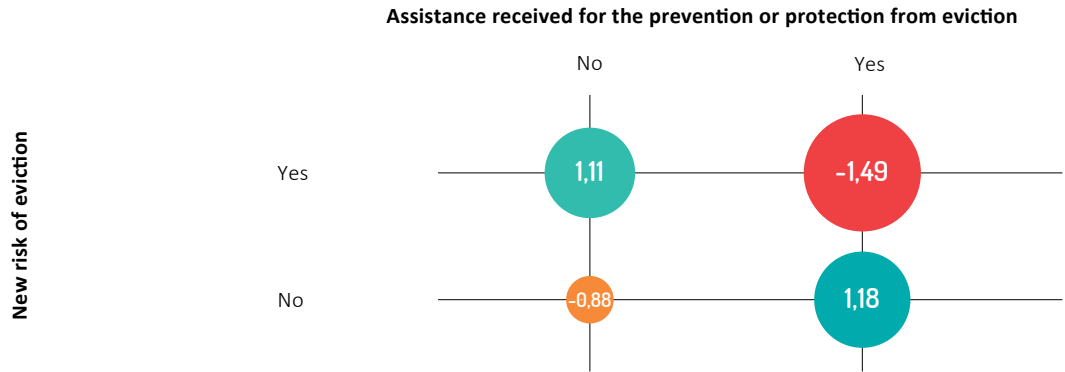 Assistance received for the prevention or protection from eviction
No Yes
New risk of eviction
Yes 1,11 -1,49
No -0,88 1,18